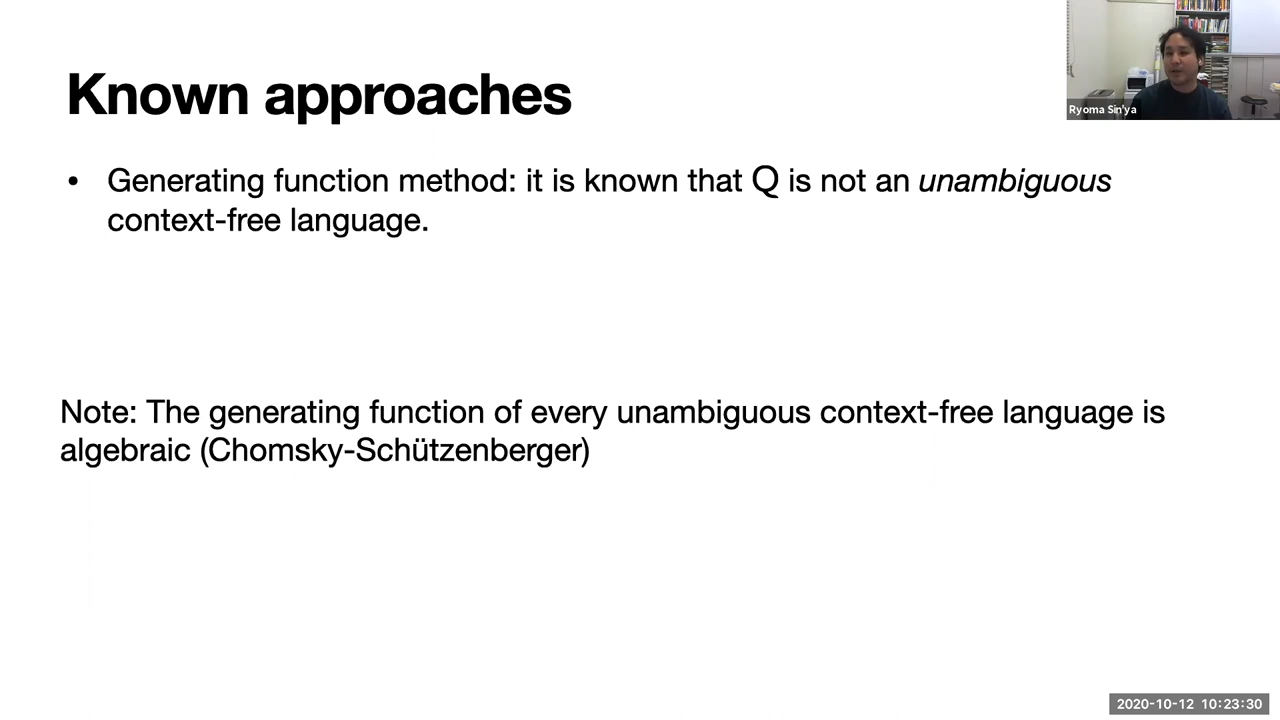 Known approaches
Ryoma Sin'ya
• Generating function method: it is known that Q is not an unambiguous
context-free language.
Note: The generating function of every unambiguous context-free language is
algebraic (Chomsky-Schützenberger)
2020-10-12 10:23:30